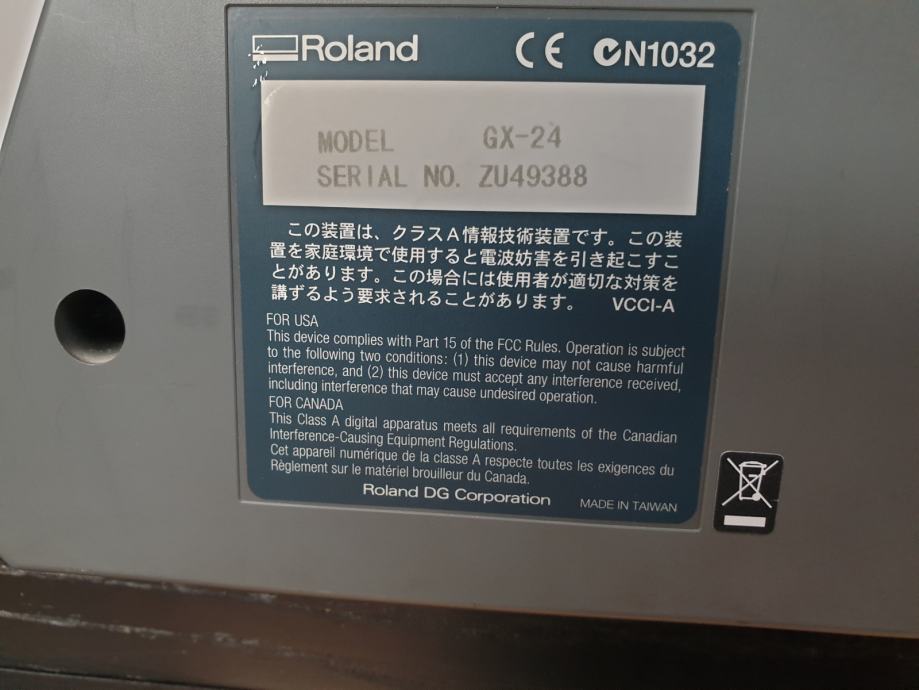 Roland CE N1032
MODEL GX-24
SERIAL NO. ZU49388
この装置は、クラスA情報技術装置です。この装
置を家庭環境で使用すると電波妨害を引き起こすこ
とがあります。この場合には使用者が適切な対策を
講ずるよう要求されることがあります。 VCCI-A
FOR USA
This device complies with Part 15 of the FCC Rules. Operation is subject
to the following two conditions: (1) this device may not cause harmful
interference, and (2) this device must accept any interference received,
including interference that may cause undesired operation.
FOR CANADA
This Class A digital apparatus meets all requirements of the Canadian
Interference-Causing Equipment Regulations.
Cet appareil numérique de la classe A respecte toutes les exigences du
Règlement sur le matériel brouilleur du Canada.
Roland DG Corporation MADE IN TAIWAN